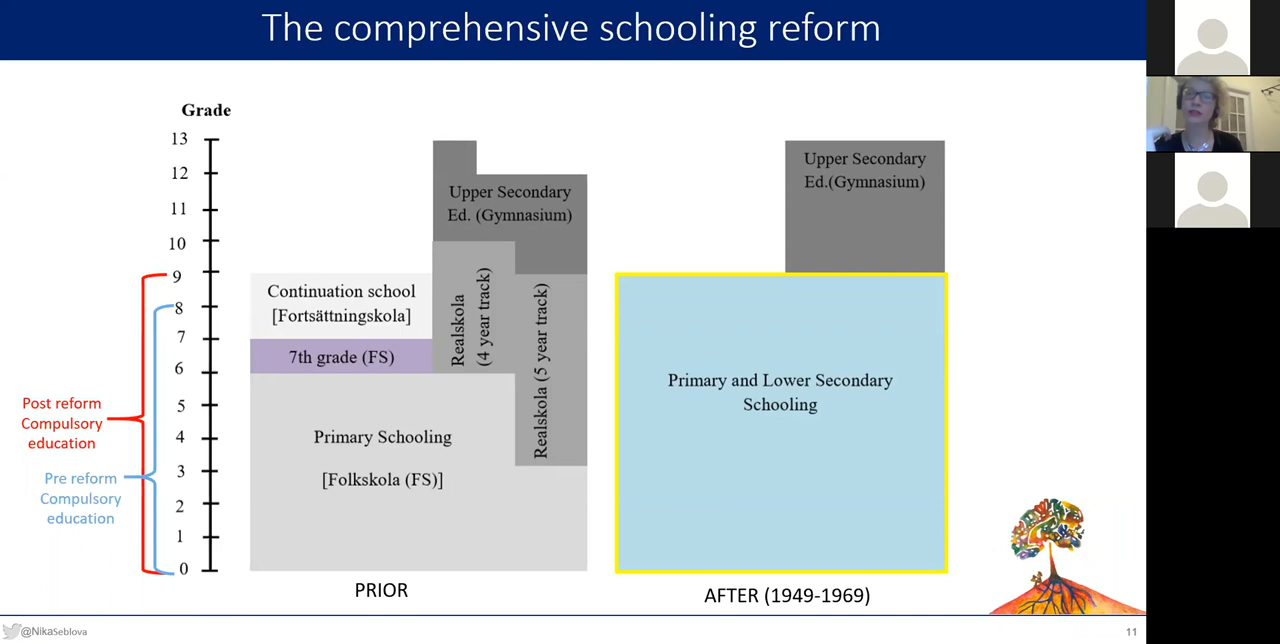 The comprehensive schooling reform
Grade
13
12
11
10
9
8
7
6
5
4
3
2
1
0
Post reform
Compulsory
education
Pre reform
Compulsory
education
Continuation school
[Fortsättningskola]
7th grade (FS)
Primary Schooling
[Folkskola (FS)]
Upper Secondary
Ed. (Gymnasium)
Realskola
(4 year track)
Realskola (5 year track)
PRIOR
Upper Secondary
Ed.(Gymnasium)
Primary and Lower Secondary
Schooling
AFTER (1949-1969)
@NikaSeblova
11